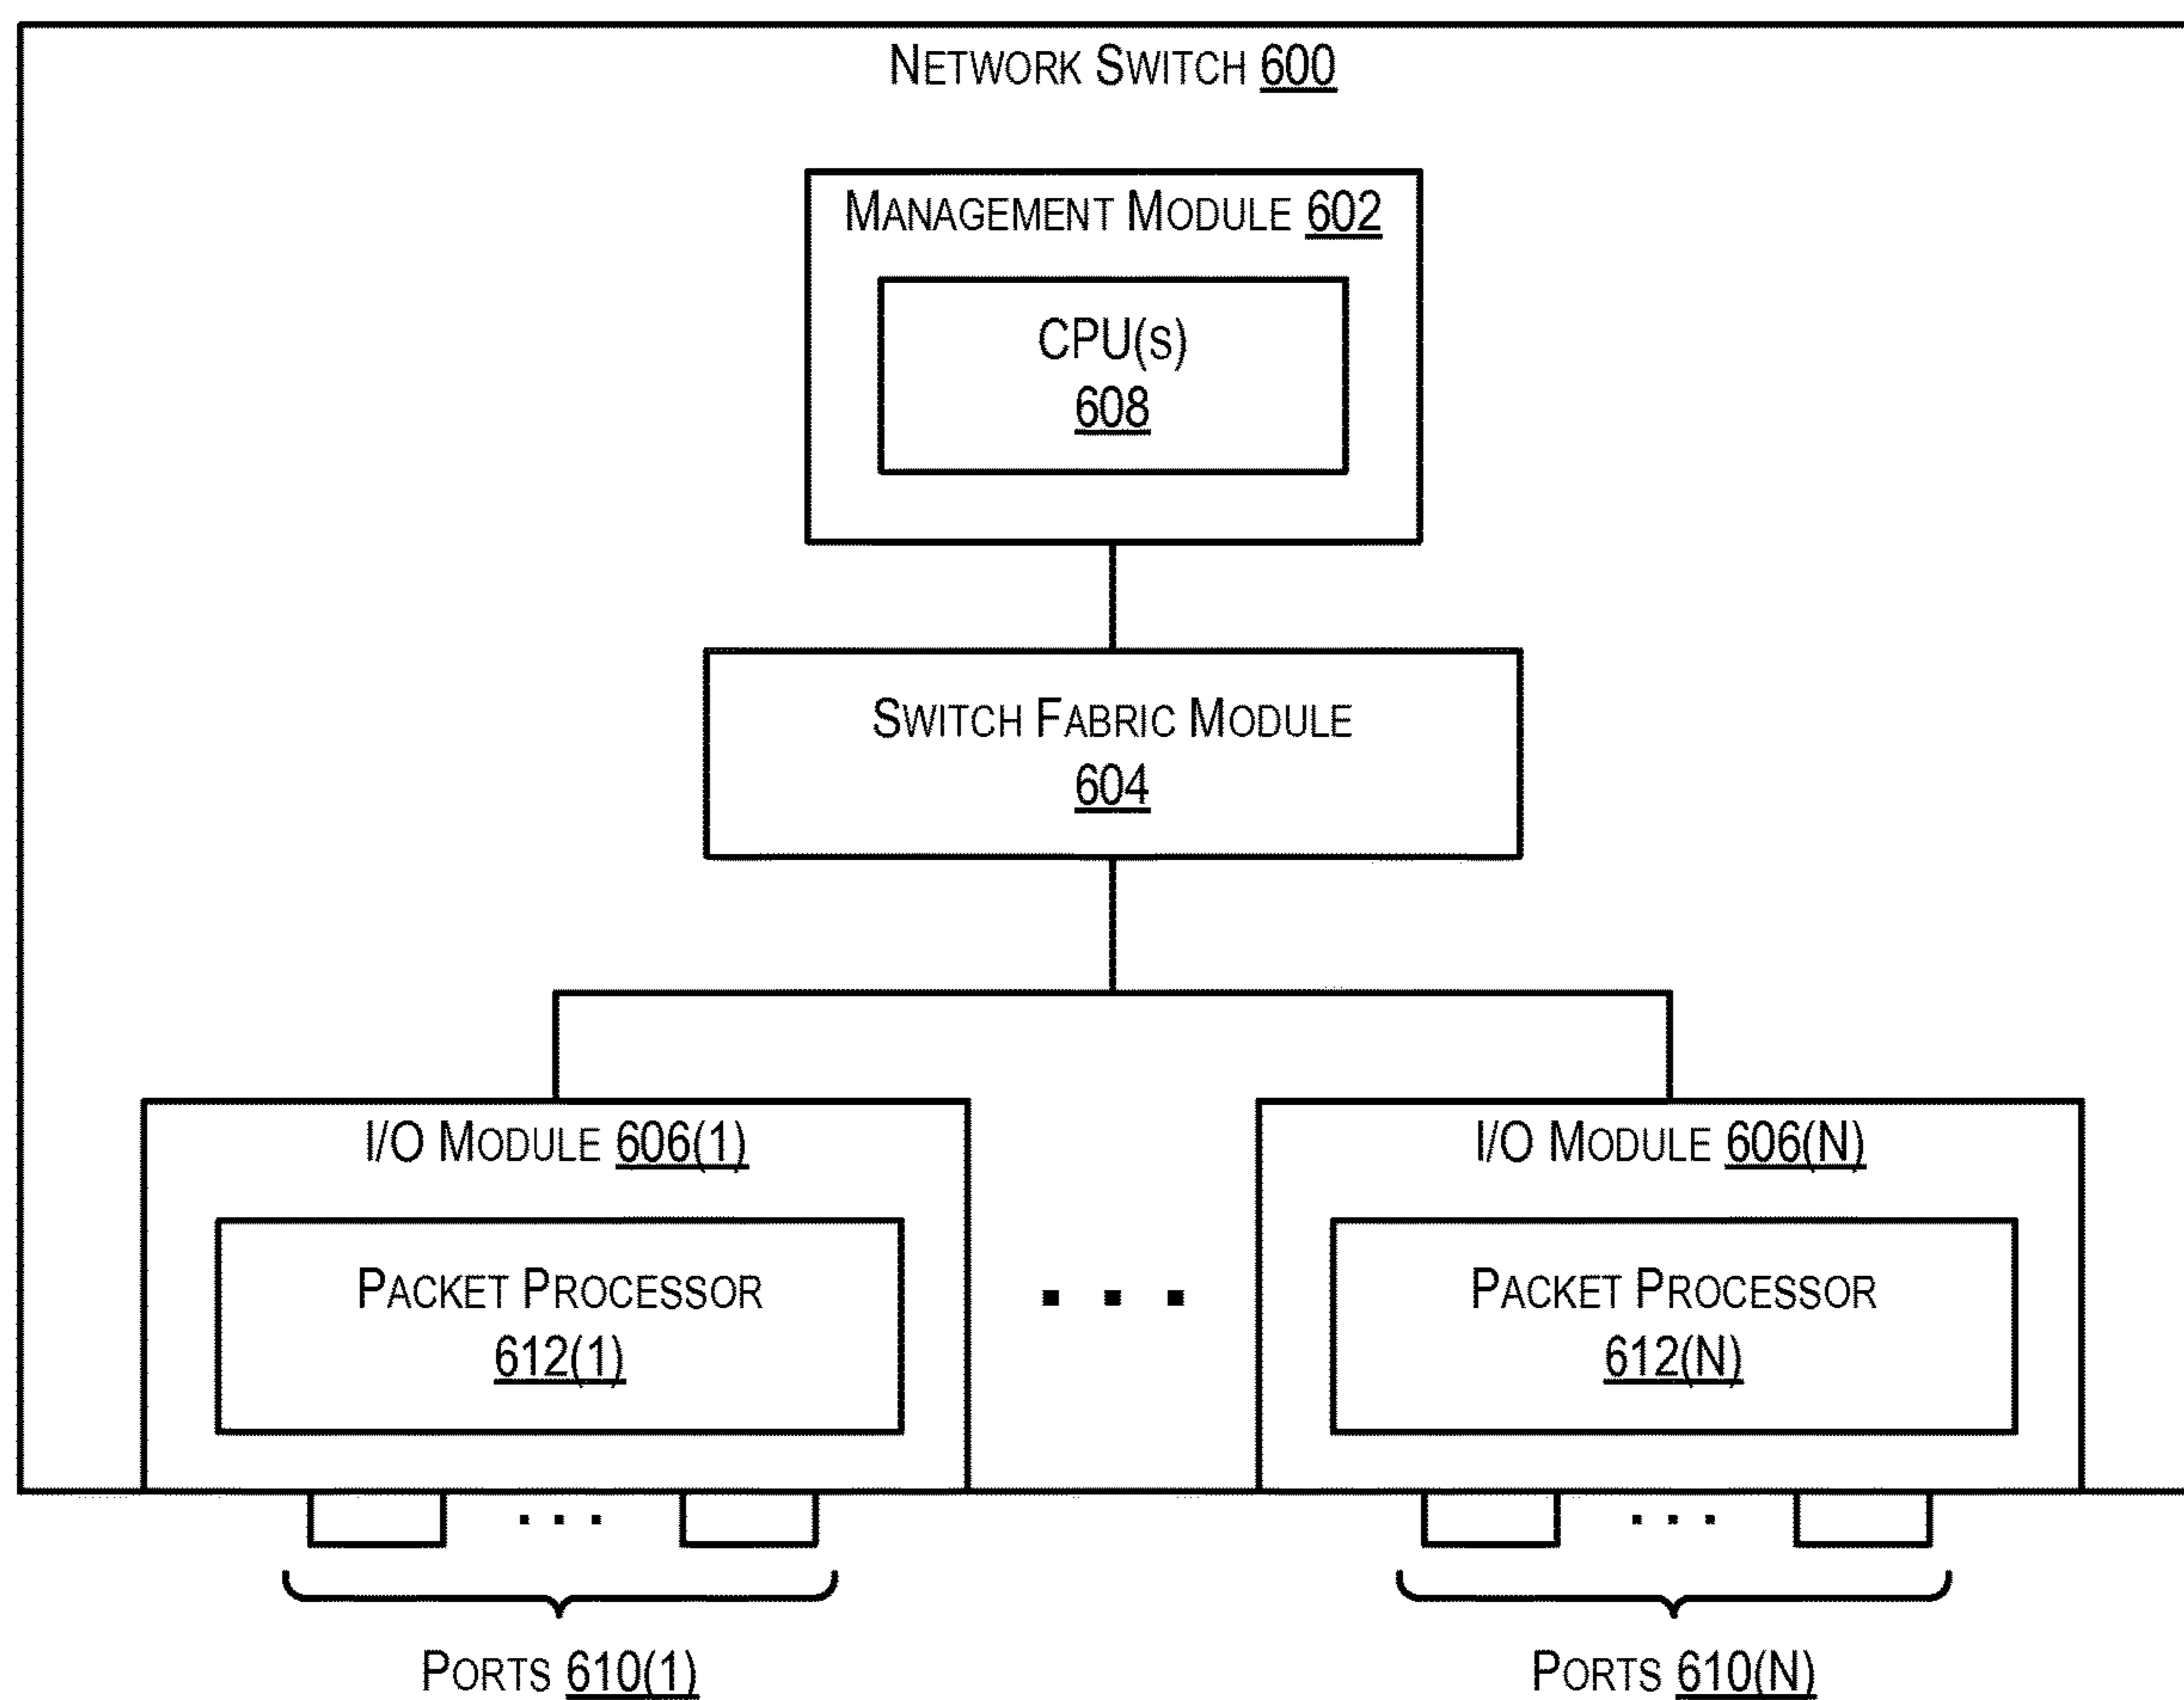 NETWORK SWITCH 600
MANAGEMENT MODULE 602
CPU(S)
608
SWITCH FABRIC MODULE
604
I/O MODULE 606(1)
I/O MODULE 606(N)
PACKET PROCESSOR
612(1)
. . .
PACKET PROCESSOR
612(N)
. . .
. . .
PORTS 610(1)
PORTS 610(N)